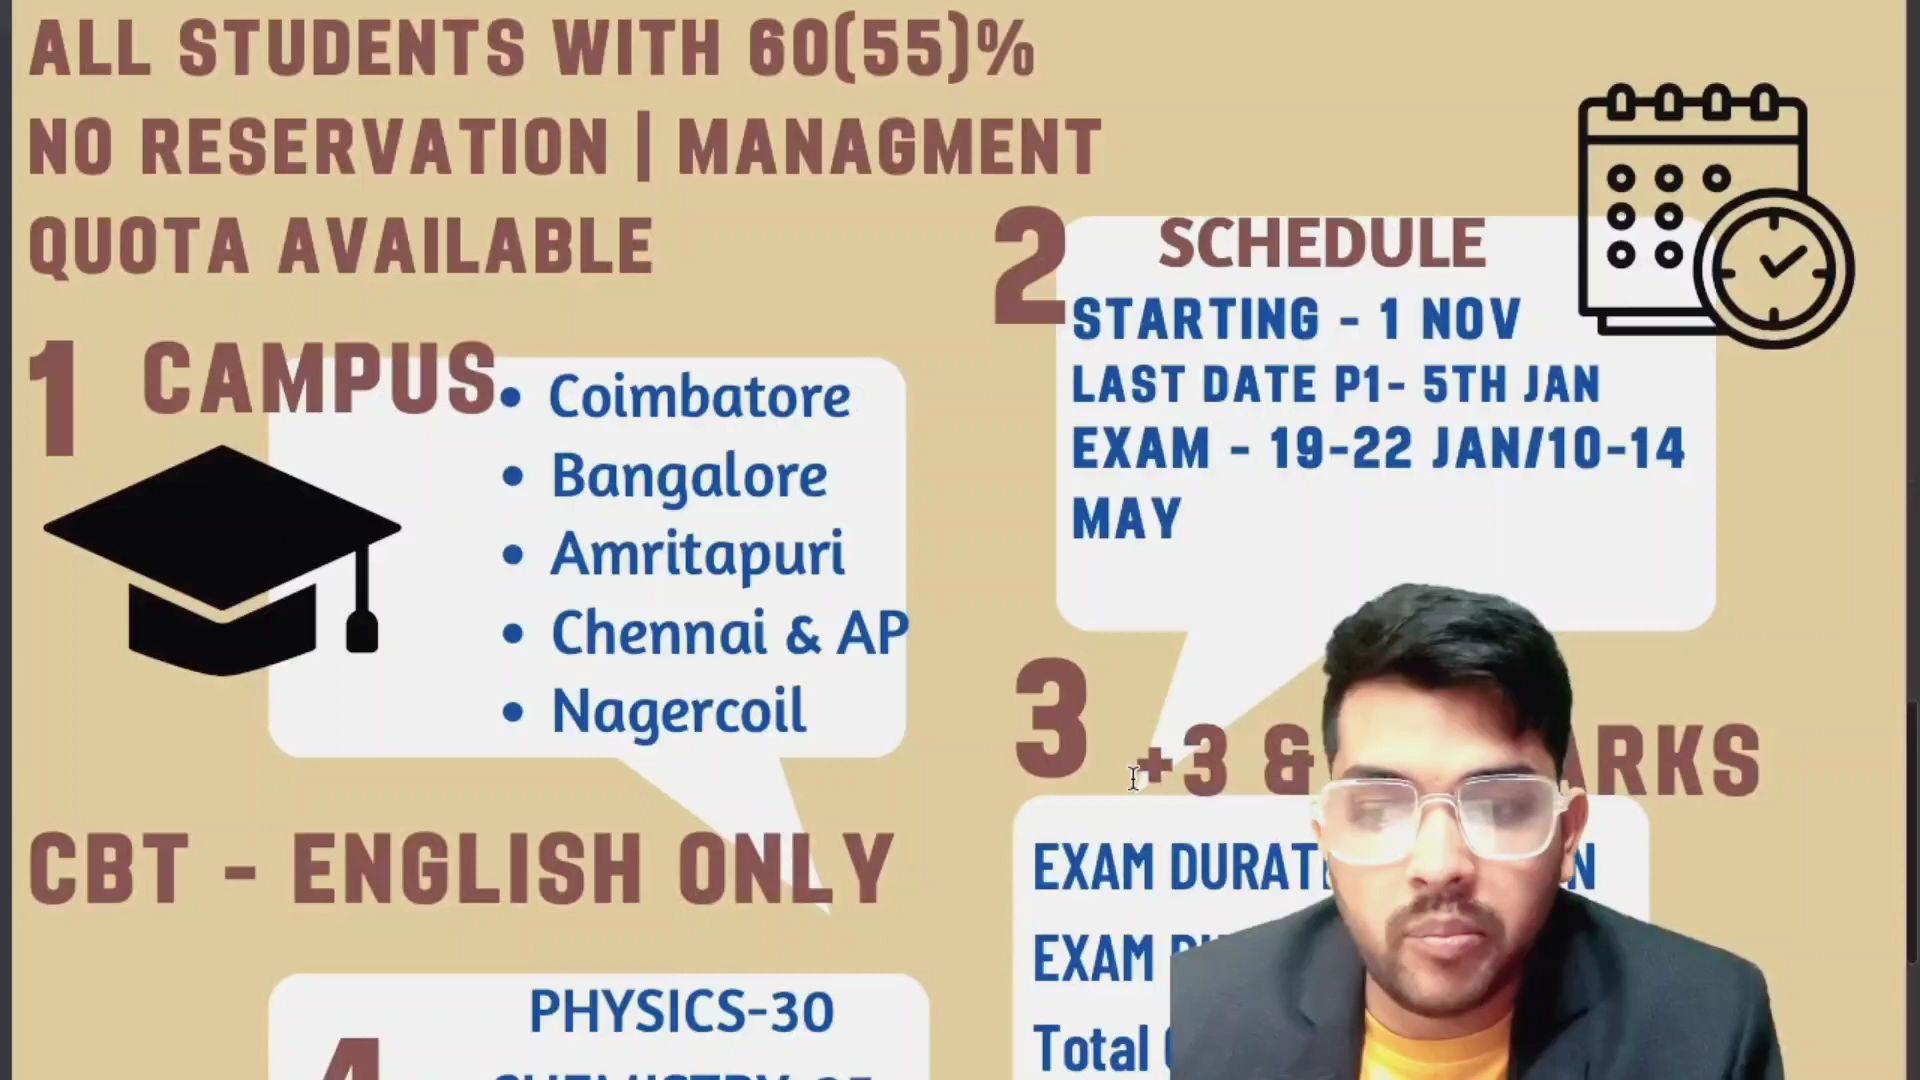 ALL STUDENTS WITH 60(55)%
NO RESERVATION | MANAGMENT
QUOTA AVAILABLE
1 CAMPUS
• Coimbatore
• Bangalore
• Amritapuri
• Chennai & AP
• Nagercoil
2 SCHEDULE
STARTING - 1 NOV
LAST DATE P1- 5TH JAN
EXAM - 19-22 JAN/10-14
MAY
3 +3 &
EXAM
Total
CBT - ENGLISH ONLY
4
PHYSICS-30